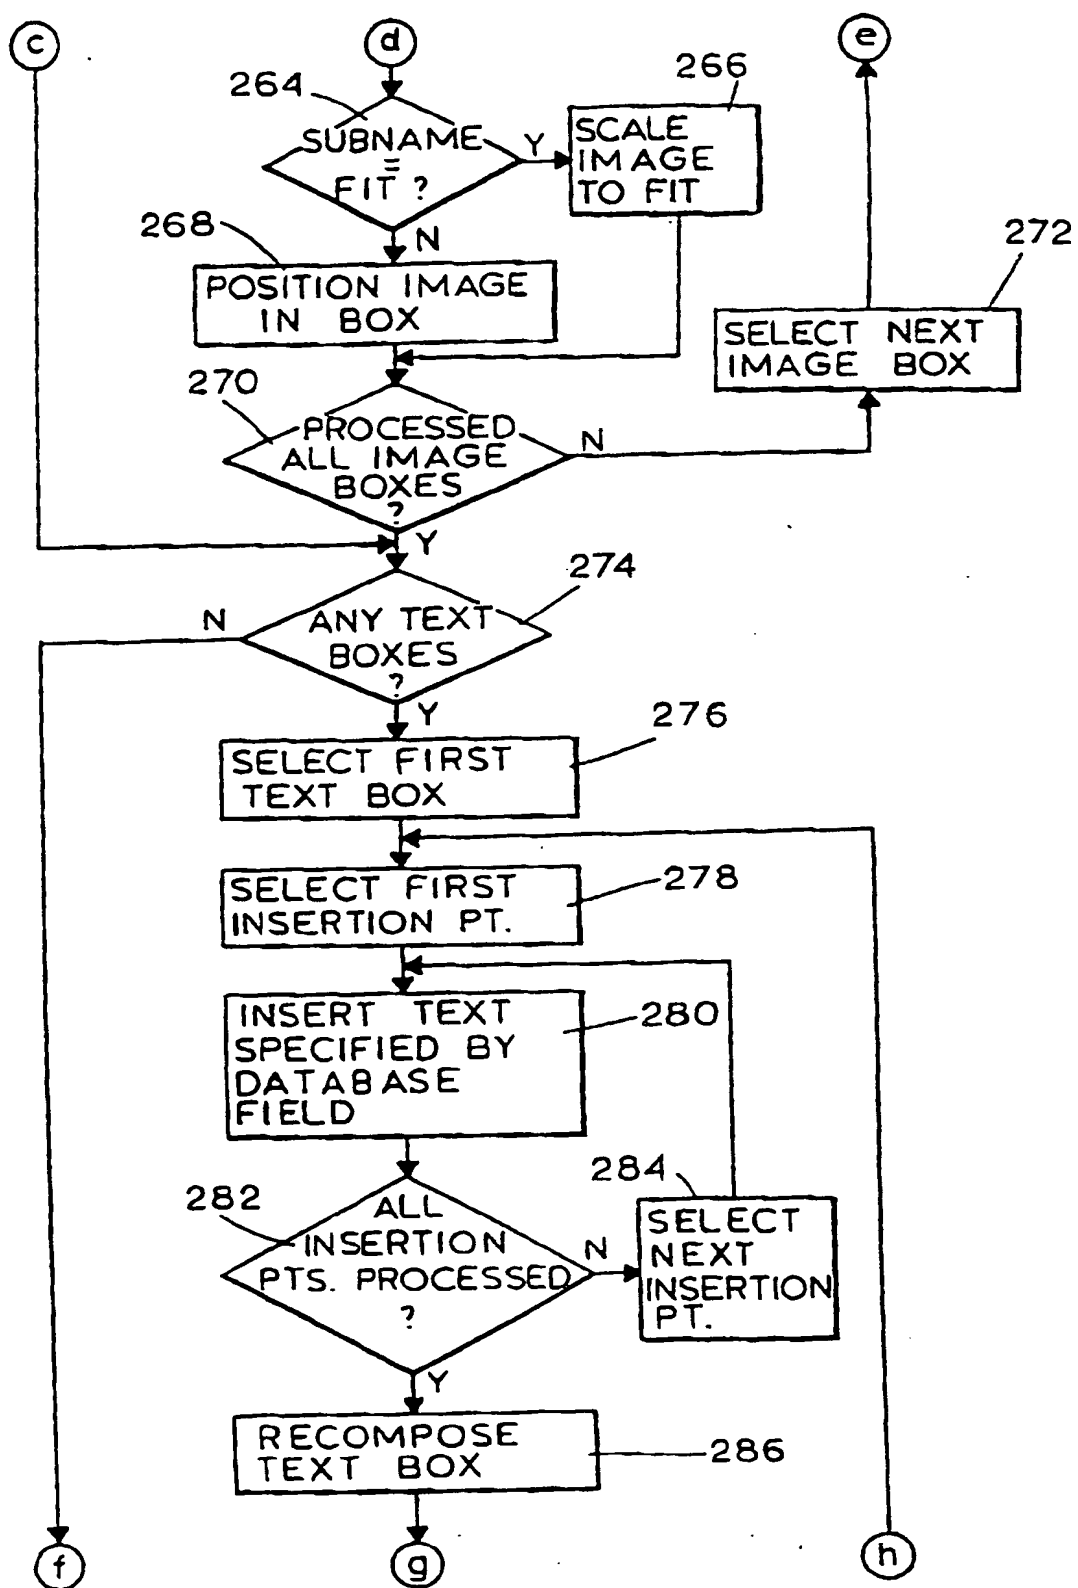 c
d
e
264
266
SUBNAME
=
FIT ?
Y
SCALE
IMAGE
TO FIT
268
N
272
POSITION IMAGE
IN BOX
SELECT NEXT
IMAGE BOX
270
PROCESSED
ALL IMAGE
BOXES
?
N
Y
274
N
ANY TEXT
BOXES
?
Y
276
SELECT FIRST
TEXT BOX
278
SELECT FIRST
INSERTION PT.
280
INSERT TEXT
SPECIFIED BY
DATABASE
FIELD
282
284
ALL
INSERTION
PTS. PROCESSED
?
N
SELECT
NEXT
INSERTION
PT.
Y
RECOMPOSE
TEXT BOX
286
f
g
h